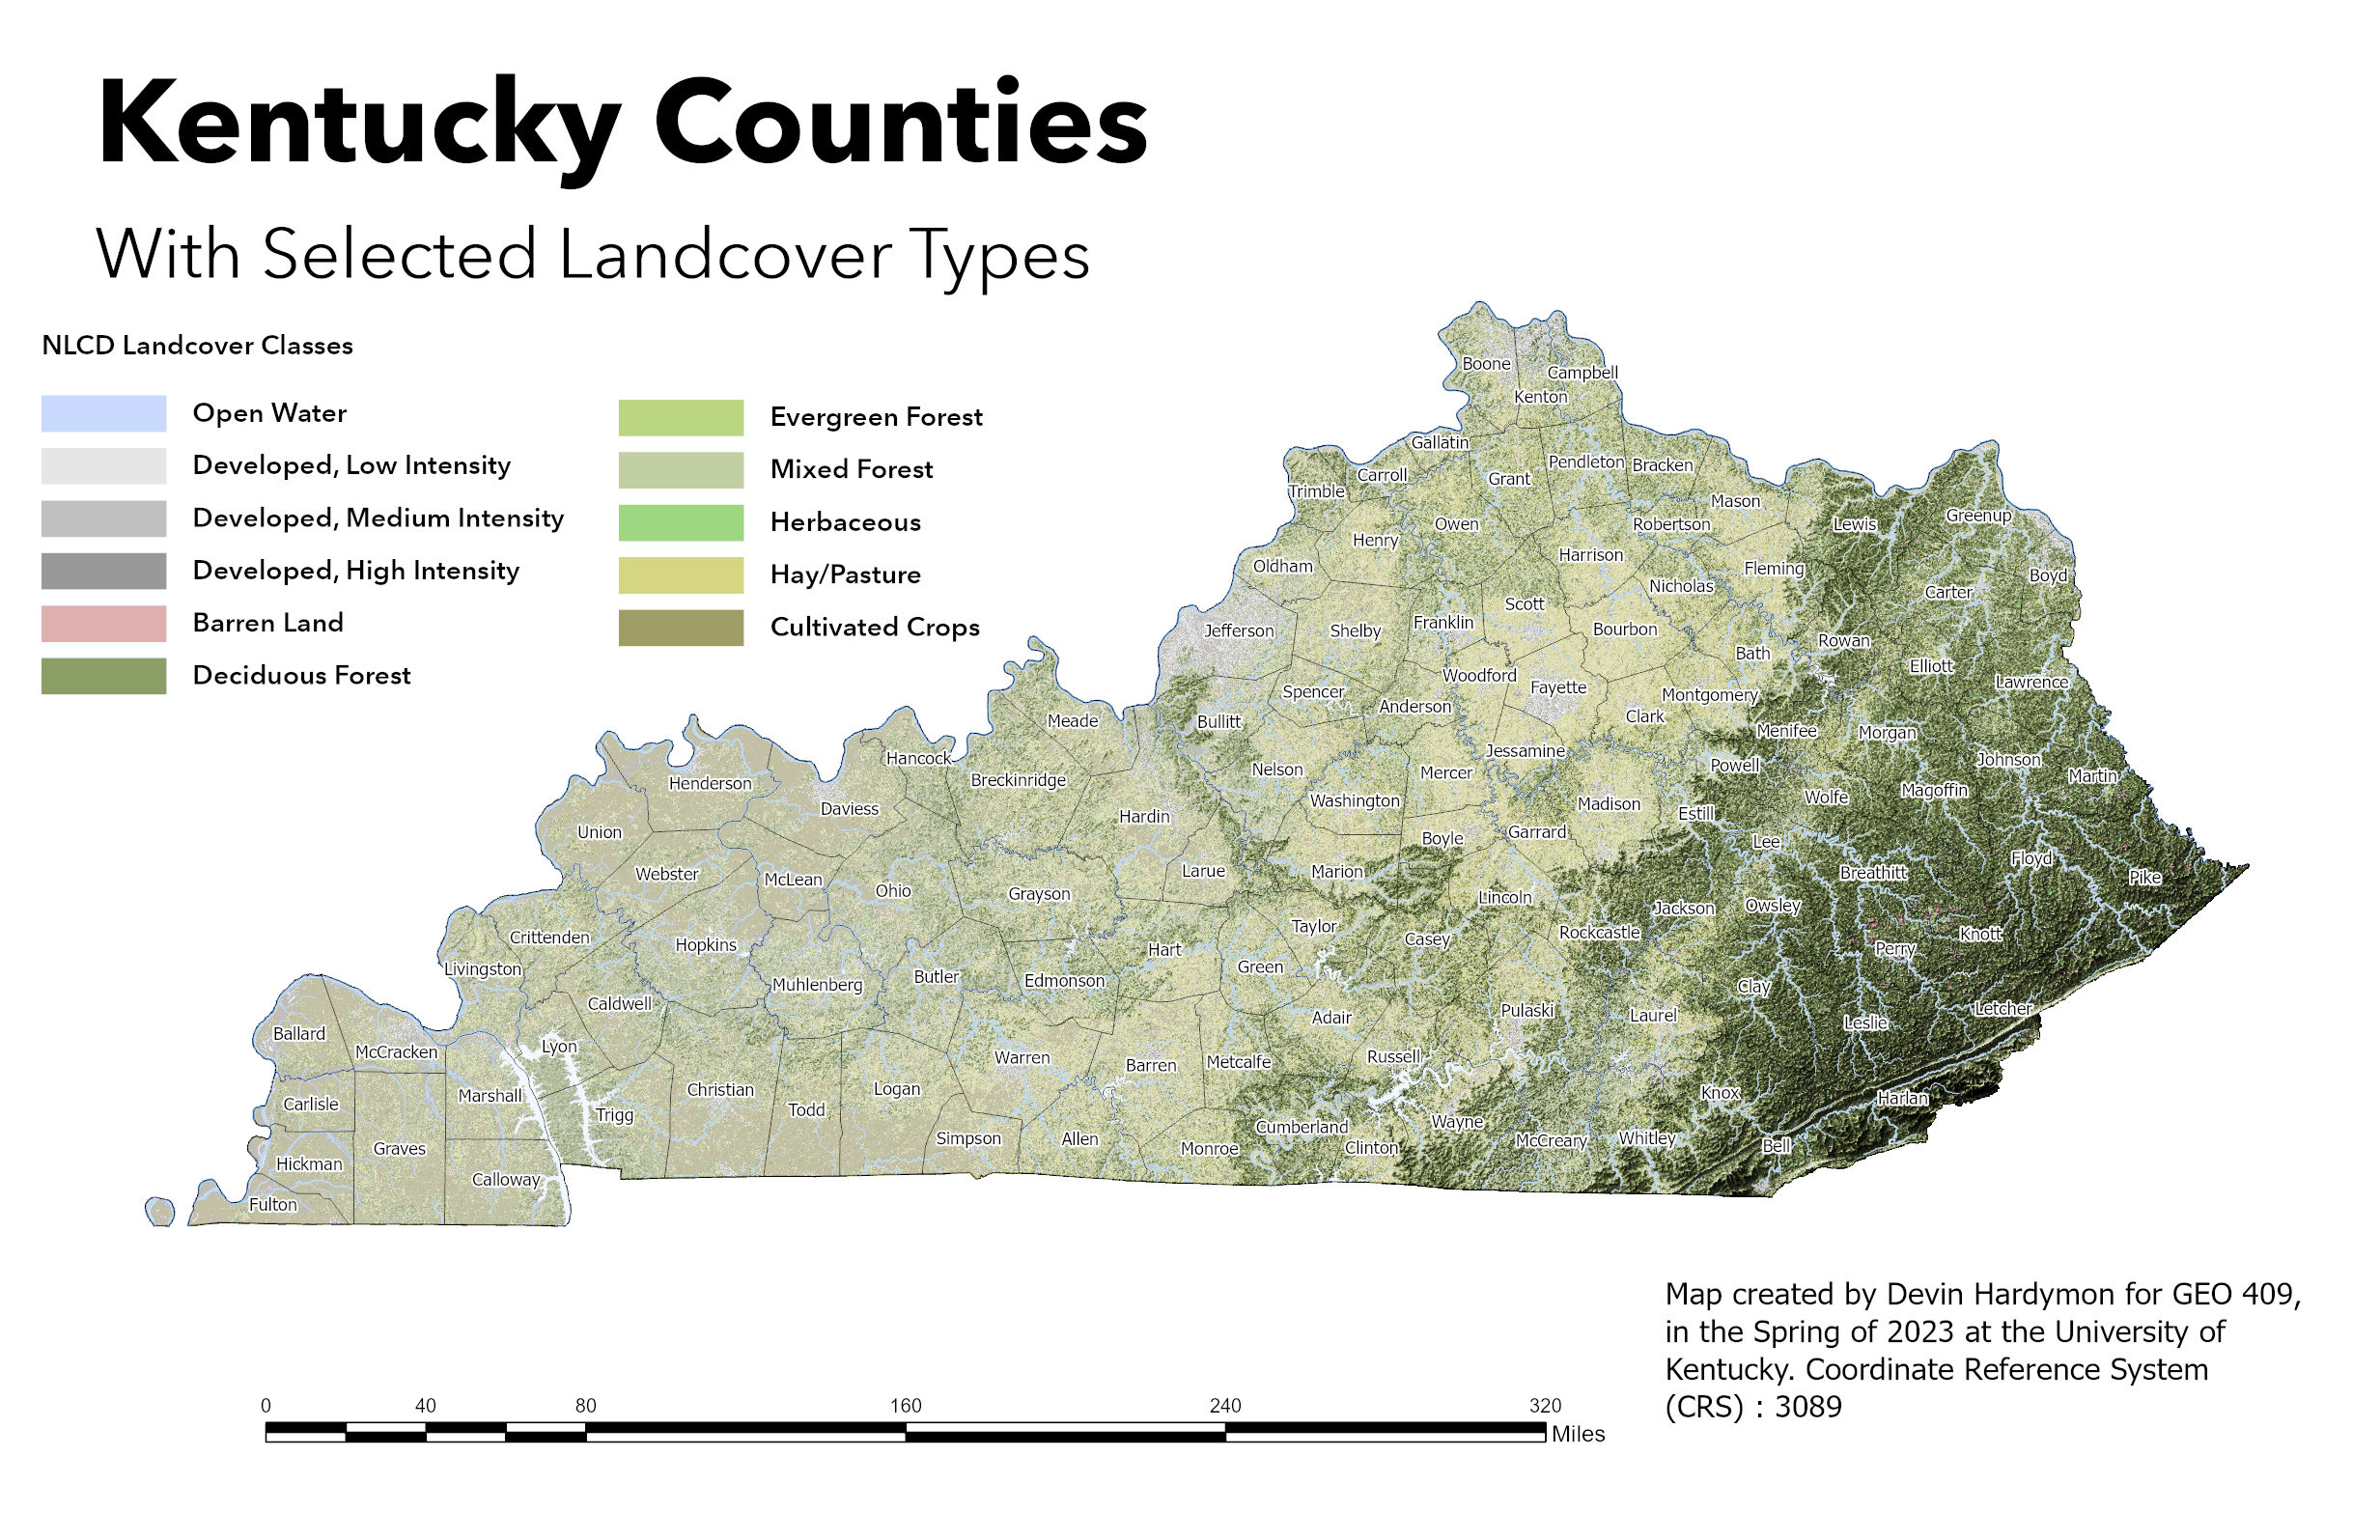 Kentucky Counties
With Selected Landcover Types
NLCD Landcover Classes
Open Water
Developed, Low Intensity
Developed, Medium Intensity
Developed, High Intensity
Barren Land
Deciduous Forest
Evergreen Forest
Mixed Forest
Herbaceous
Hay/Pasture
Cultivated Crops
Boone
Campbell
Kenton
Gallatin
Carroll
Grant
Pendleton
Bracken
Trimble
Mason
Owen
Robertson
Lewis
Greenup
Henry
Harrison
Oldham
Fleming
Boyd
Nicholas
Carter
Scott
Jefferson
Shelby
Franklin
Bourbon
Rowan
Bath
Elliott
Woodford
Fayette
Lawrence
Spencer
Montgomery
Anderson
Clark
Meade
Bullitt
Menifee
Morgan
Jessamine
Hancock
Johnson
Powell
Nelson
Mercer
Martin
Breckinridge
Henderson
Magoffin
Wolfe
Washington
Madison
Daviess
Hardin
Estill
Union
Garrard
Boyle
Lee
Floyd
Larue
Marion
Breathitt
Webster
McLean
Pike
Ohio
Grayson
Lincoln
Owsley
Jackson
Taylor
Rockcastle
Knott
Crittenden
Casey
Hopkins
Perry
Hart
Livingston
Green
Butler
Edmonson
Muhlenberg
Clay
Caldwell
Pulaski
Letcher
Laurel
Adair
Leslie
Ballard
Lyon
McCracken
Warren
Russell
Metcalfe
Barren
Christian
Logan
Knox
Marshall
Harlan
Carlisle
Todd
Trigg
Wayne
Cumberland
Simpson
Allen
McCreary
Whitley
Bell
Graves
Monroe
Clinton
Hickman
Calloway
Fulton
Map created by Devin Hardymon for GEO 409,
in the Spring of 2023 at the University of
Kentucky. Coordinate Reference System
(CRS) : 3089
0 40 80 160 240 320
Miles